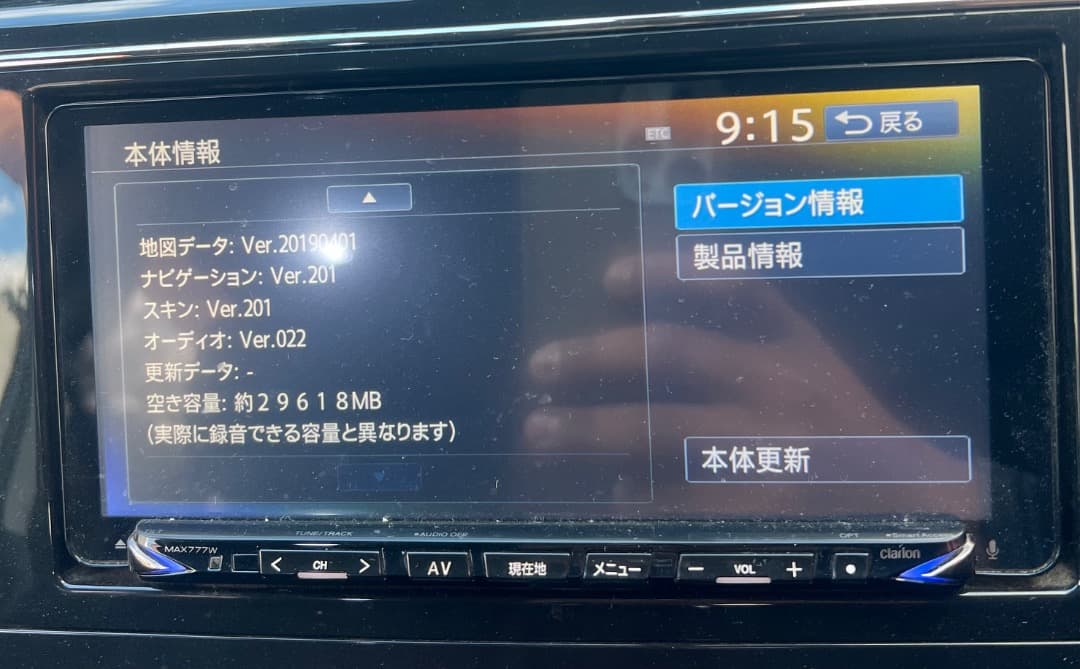 本体情報
ETC
9:15
戻る
▲
地図データ: Ver.20190401
ナビゲーション: Ver.201
スキン: Ver.201
オーディオ: Ver.022
更新データ: -
空き容量: 約29618MB
(実際に録音できる容量と異なります)
▼
バージョン情報
製品情報
本体更新
TUNE/TRACK
AUDIO OFF
OPT
MAX777W
< CH >
AV
現在地
メニュー
− VOL +
clarion